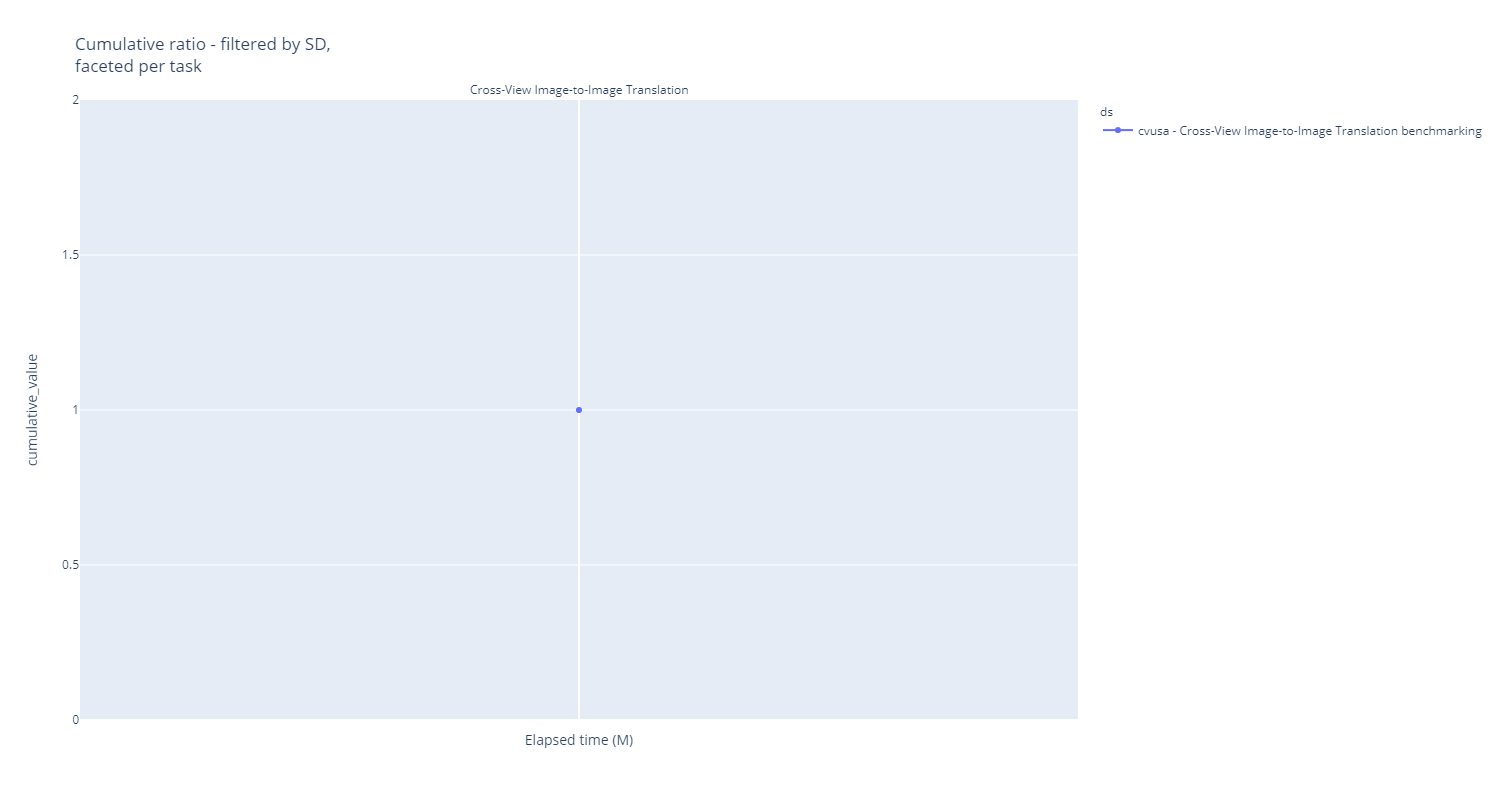 Cumulative ratio - filtered by SD,
faceted per task
Cross-View Image-to-Image Translation
2
1.5
1
0.5
0
cumulative_value
Elapsed time (M)
ds
cvusa - Cross-View Image-to-Image Translation benchmarking